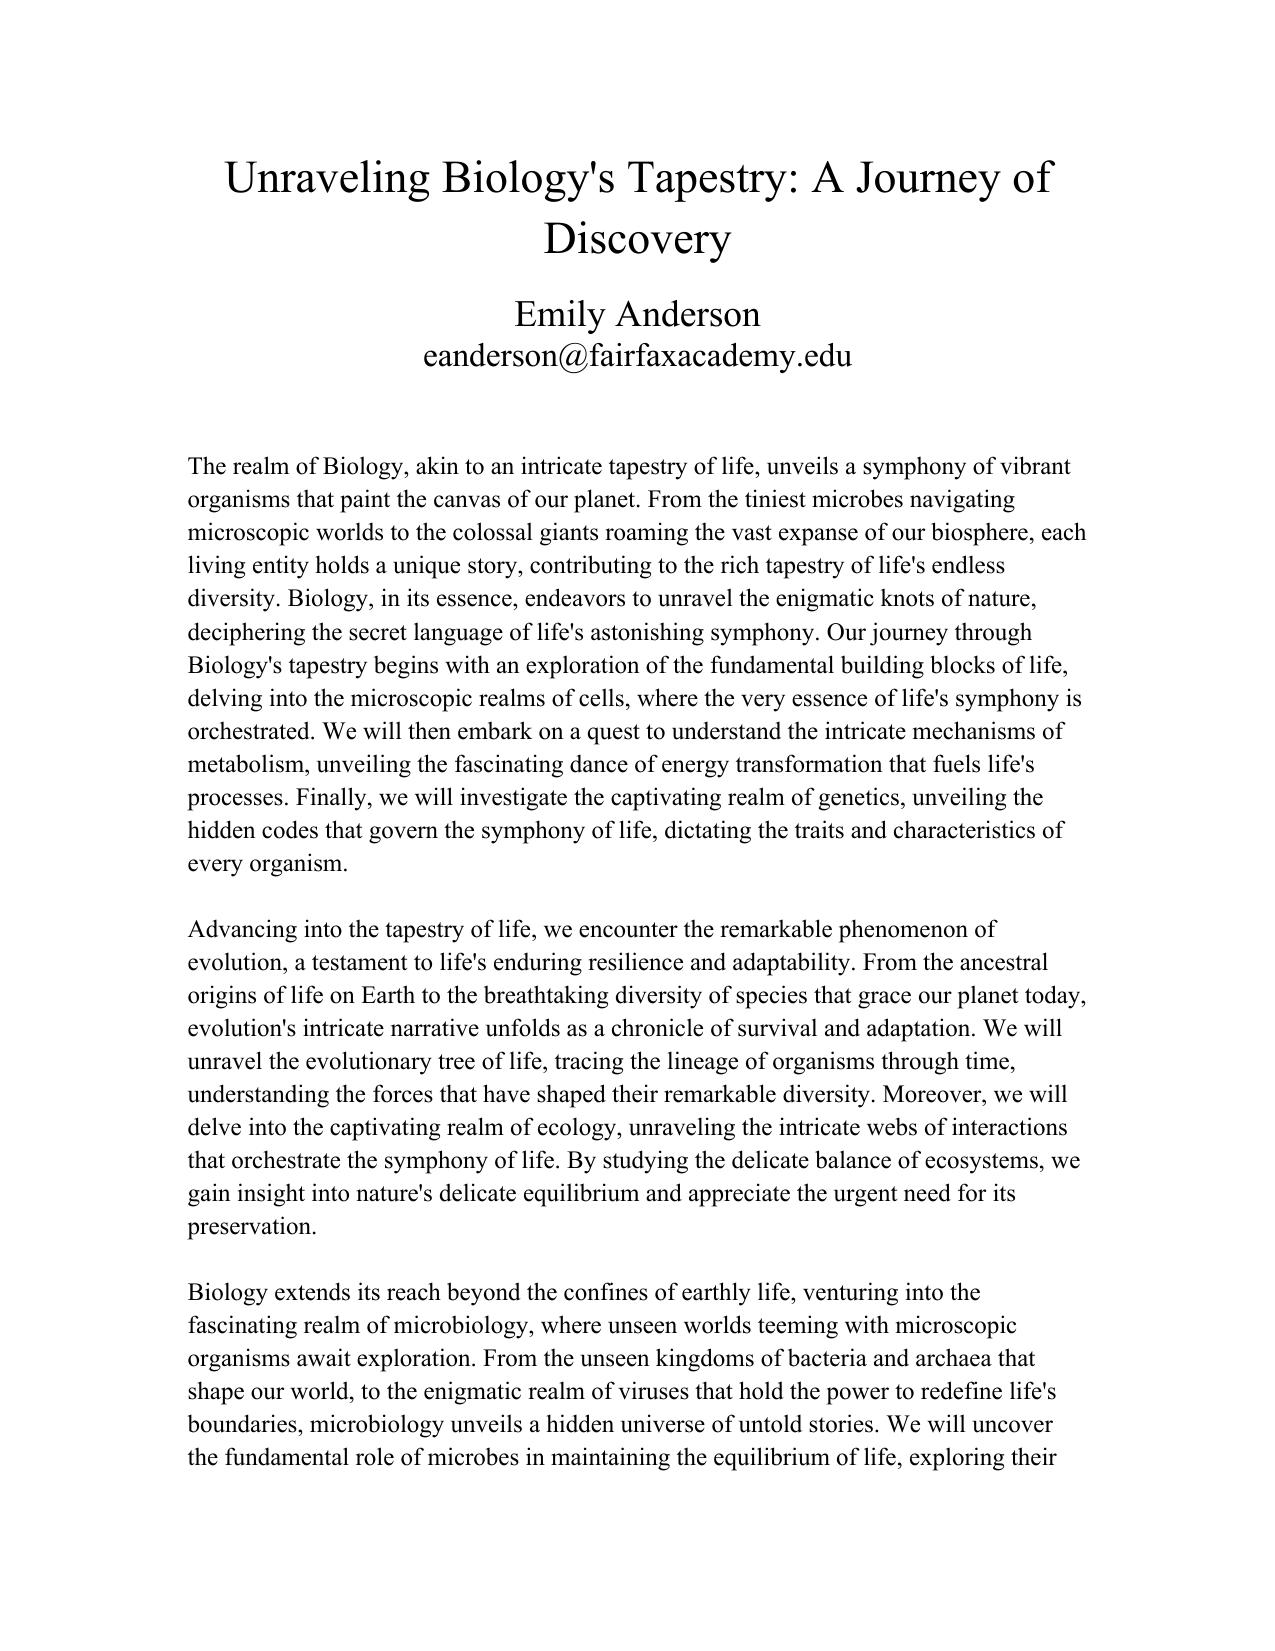 Unraveling Biology's Tapestry: A Journey of
Discovery
Emily Anderson
eanderson@fairfaxacademy.edu
The realm of Biology, akin to an intricate tapestry of life, unveils a symphony of vibrant
organisms that paint the canvas of our planet. From the tiniest microbes navigating
microscopic worlds to the colossal giants roaming the vast expanse of our biosphere, each
living entity holds a unique story, contributing to the rich tapestry of life's endless
diversity. Biology, in its essence, endeavors to unravel the enigmatic knots of nature,
deciphering the secret language of life's astonishing symphony. Our journey through
Biology's tapestry begins with an exploration of the fundamental building blocks of life,
delving into the microscopic realms of cells, where the very essence of life's symphony is
orchestrated. We will then embark on a quest to understand the intricate mechanisms of
metabolism, unveiling the fascinating dance of energy transformation that fuels life's
processes. Finally, we will investigate the captivating realm of genetics, unveiling the
hidden codes that govern the symphony of life, dictating the traits and characteristics of
every organism.
Advancing into the tapestry of life, we encounter the remarkable phenomenon of
evolution, a testament to life's enduring resilience and adaptability. From the ancestral
origins of life on Earth to the breathtaking diversity of species that grace our planet today,
evolution's intricate narrative unfolds as a chronicle of survival and adaptation. We will
unravel the evolutionary tree of life, tracing the lineage of organisms through time,
understanding the forces that have shaped their remarkable diversity. Moreover, we will
delve into the captivating realm of ecology, unraveling the intricate webs of interactions
that orchestrate the symphony of life. By studying the delicate balance of ecosystems, we
gain insight into nature's delicate equilibrium and appreciate the urgent need for its
preservation.
Biology extends its reach beyond the confines of earthly life, venturing into the
fascinating realm of microbiology, where unseen worlds teeming with microscopic
organisms await exploration. From the unseen kingdoms of bacteria and archaea that
shape our world, to the enigmatic realm of viruses that hold the power to redefine life's
boundaries, microbiology unveils a hidden universe of untold stories. We will uncover
the fundamental role of microbes in maintaining the equilibrium of life, exploring their